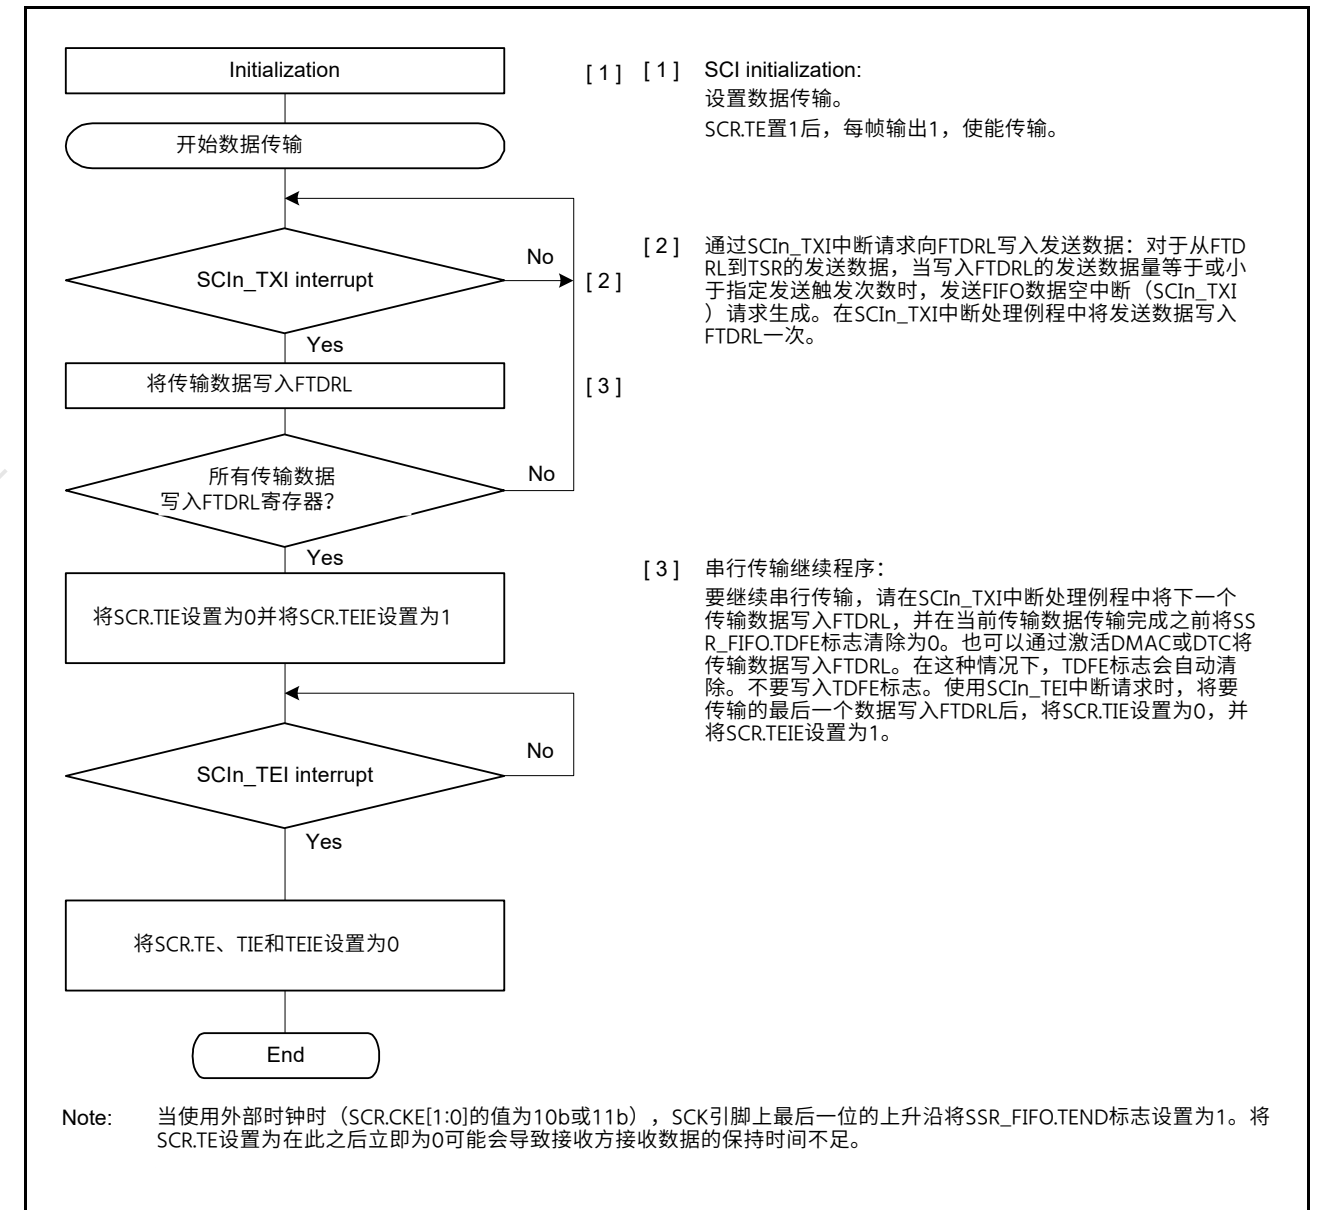 Initialization
[ 1 ]
[ 1 ] SCI initialization:
设置数据传输。
SCR.TE置1后，每帧输出1，使能传输。
开始数据传输
SCIn_TXI interrupt
No
[ 2 ]
Yes
[ 2 ] 通过SCIn_TXI中断请求向FTDRL写入发送数据：对于从FTD
RL到TSR的发送数据，当写入FTDRL的发送数据量等于或小
于指定发送触发次数时，发送FIFO数据空中断（SCIn_TXI
）请求生成。在SCIn_TXI中断处理例程中将发送数据写入
FTDRL一次。
将传输数据写入FTDRL
[ 3 ]
所有传输数据
写入FTDRL寄存器？
No
Yes
将SCR.TIE设置为0并将SCR.TEIE设置为1
[ 3 ] 串行传输继续程序：
要继续串行传输，请在SCIn_TXI中断处理例程中将下一个
传输数据写入FTDRL，并在当前传输数据传输完成之前将SS
R_FIFO.TDFE标志清除为0。也可以通过激活DMAC或DTC将
传输数据写入FTDRL。在这种情况下，TDFE标志会自动清
除。不要写入TDFE标志。使用SCIn_TEI中断请求时，将要
传输的最后一个数据写入FTDRL后，将SCR.TIE设置为0，并
将SCR.TEIE设置为1。
SCIn_TEI interrupt
No
Yes
将SCR.TE、TIE和TEIE设置为0
End
Note: 当使用外部时钟时（SCR.CKE[1:0]的值为10b或11b），SCK引脚上最后一位的上升沿将SSR_FIFO.TEND标志设置为1。将
SCR.TE设置为在此之后立即为0可能会导致接收方接收数据的保持时间不足。